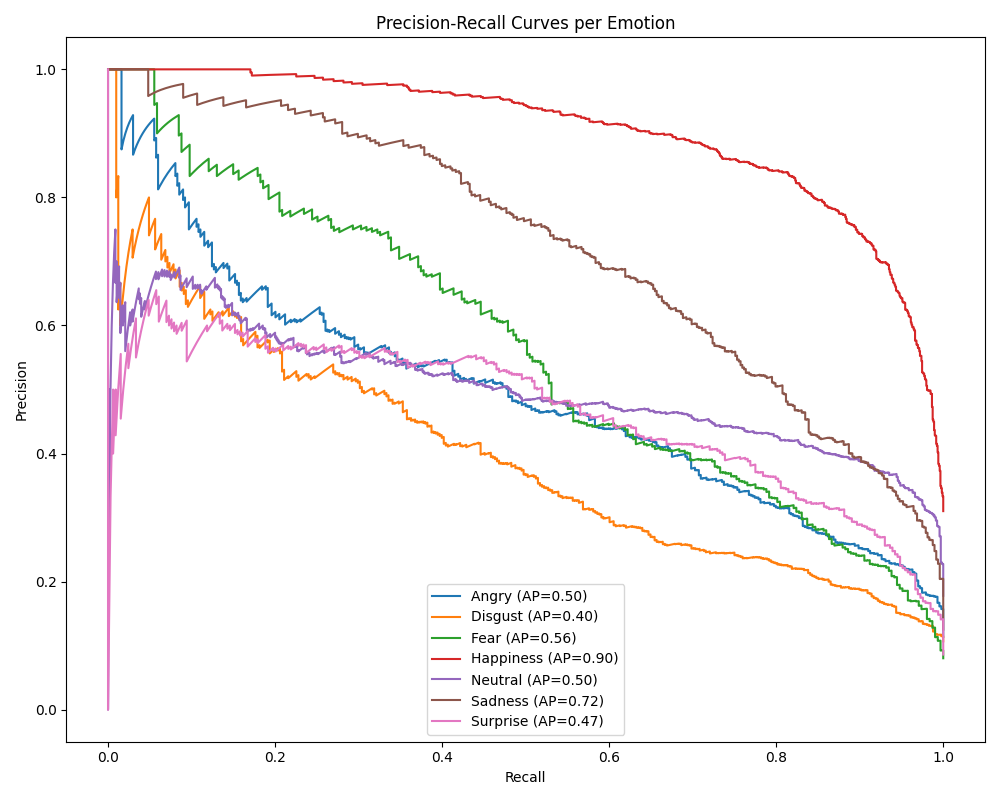 Precision-Recall Curves per Emotion
1.0
0.8
0.6
0.4
0.2
0.0
Precision
Angry (AP=0.50)
Disgust (AP=0.40)
Fear (AP=0.56)
Happiness (AP=0.90)
Neutral (AP=0.50)
Sadness (AP=0.72)
Surprise (AP=0.47)
0.0 0.2 0.4 0.6 0.8 1.0
Recall